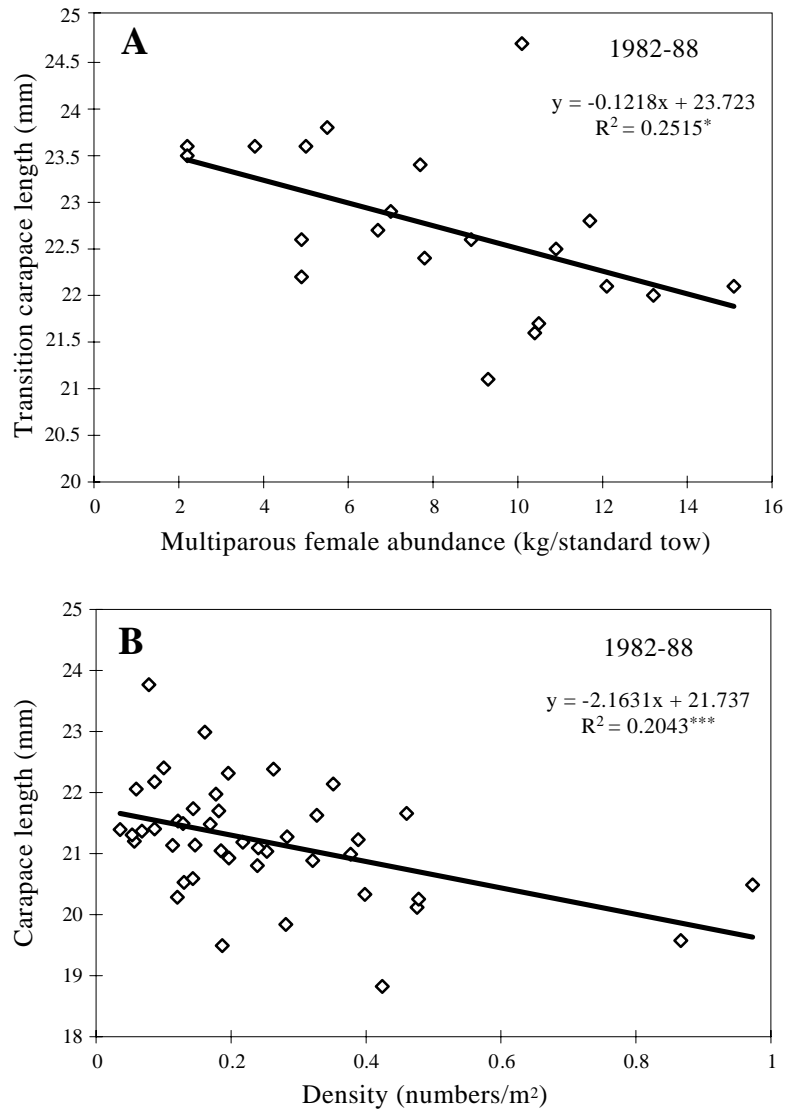 A
1982-88
y = -0.1218x + 23.723
R² = 0.2515*
Transition carapace length (mm)
25
24.5
24
23.5
23
22.5
22
21.5
21
20.5
20
0 2 4 6 8 10 12 14 16
Multiparous female abundance (kg/standard tow)
B
1982-88
y = -2.1631x + 21.737
R² = 0.2043***
Carapace length (mm)
25
24
23
22
21
20
19
18
0 0.2 0.4 0.6 0.8 1
Density (numbers/m²)